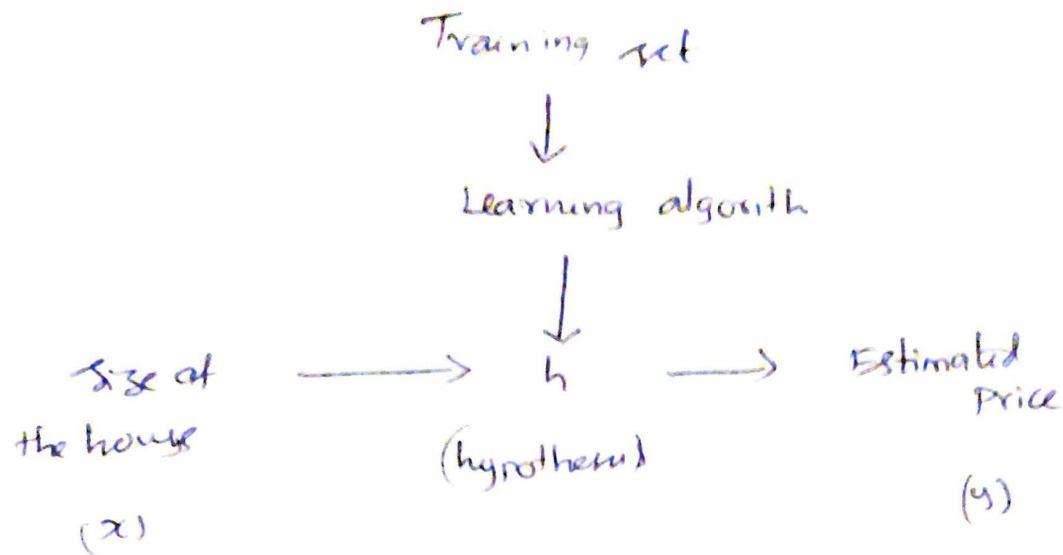 Training set
Learning algorith
Size of
the house
(x)
h
(hypothesis)
Estimated
Price
(y)